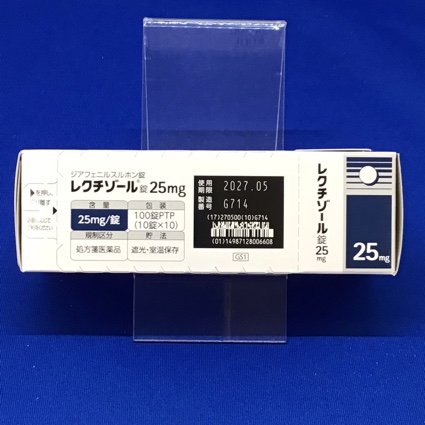 ジアフェニルスルホン錠
レクチゾール®錠25mg
含量 包装
25mg/錠 100錠PTP
(10錠×10)
規制区分 貯法
処方箋医薬品 遮光・室温保存
使用
期限 2027.05
製造
番号 G714
(17)270500(10)G714
(01)14987128006608
GS1
レクチゾール®錠
25
mg
25mg